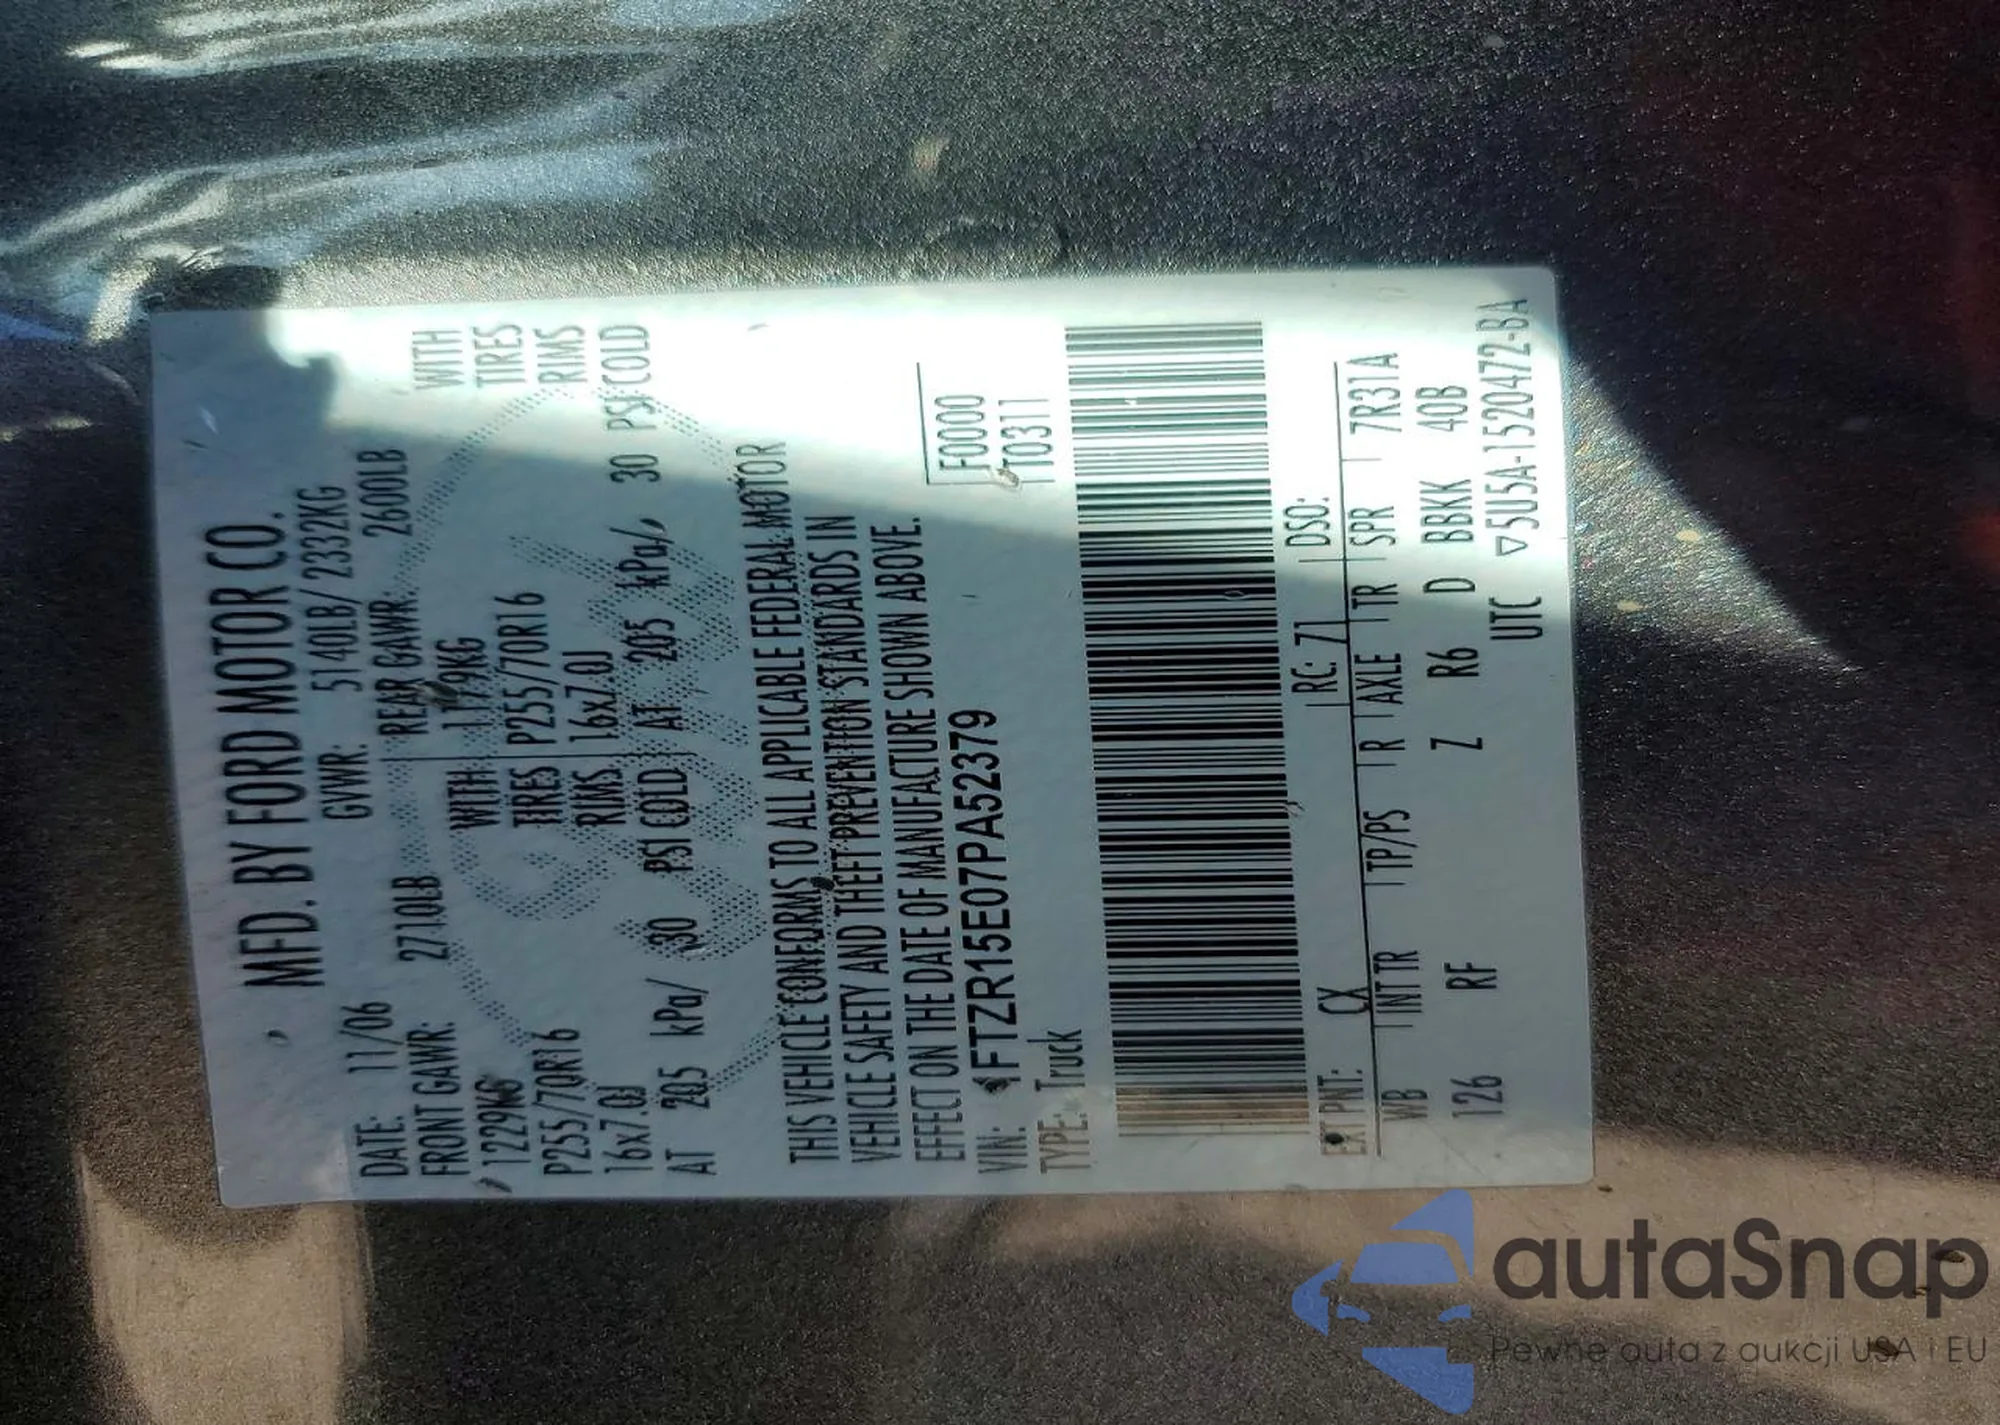 MFD. BY FORD MOTOR CO.
DATE: 11/06 GVWR: 5140LB/ 2332KG
FRONT GAWR: 2710LB REAR GAWR: 2600LB
1229KG WITH 1179KG WITH
P255/70R16 TIRES P255/70R16 TIRES
16x7.0J RIMS 16x7.0J RIMS
AT 205 kPa/ 30 PSI COLD AT 205 kPa/ 30 PSI COLD
THIS VEHICLE CONFORMS TO ALL APPLICABLE FEDERAL MOTOR
VEHICLE SAFETY AND THEFT PREVENTION STANDARDS IN
EFFECT ON THE DATE OF MANUFACTURE SHOWN ABOVE.
VIN: 1FTZR15E07PA52379 F0000
TYPE: Truck T0311
EXT PNT: CX RC: 71 DSO:
WB INT TR TP/PS R AXLE TR SPR 7R31A
126 RF Z R6 D BBKK 40B
UTC ▽5U5A-1520472-BA
autaSnap
Pewne auta z aukcji USA i EU